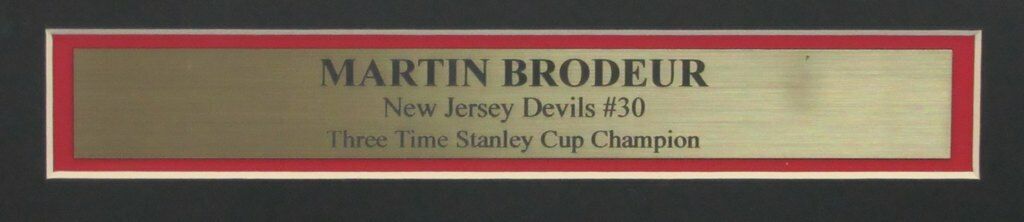 MARTIN BRODEUR
New Jersey Devils #30
Three Time Stanley Cup Champion